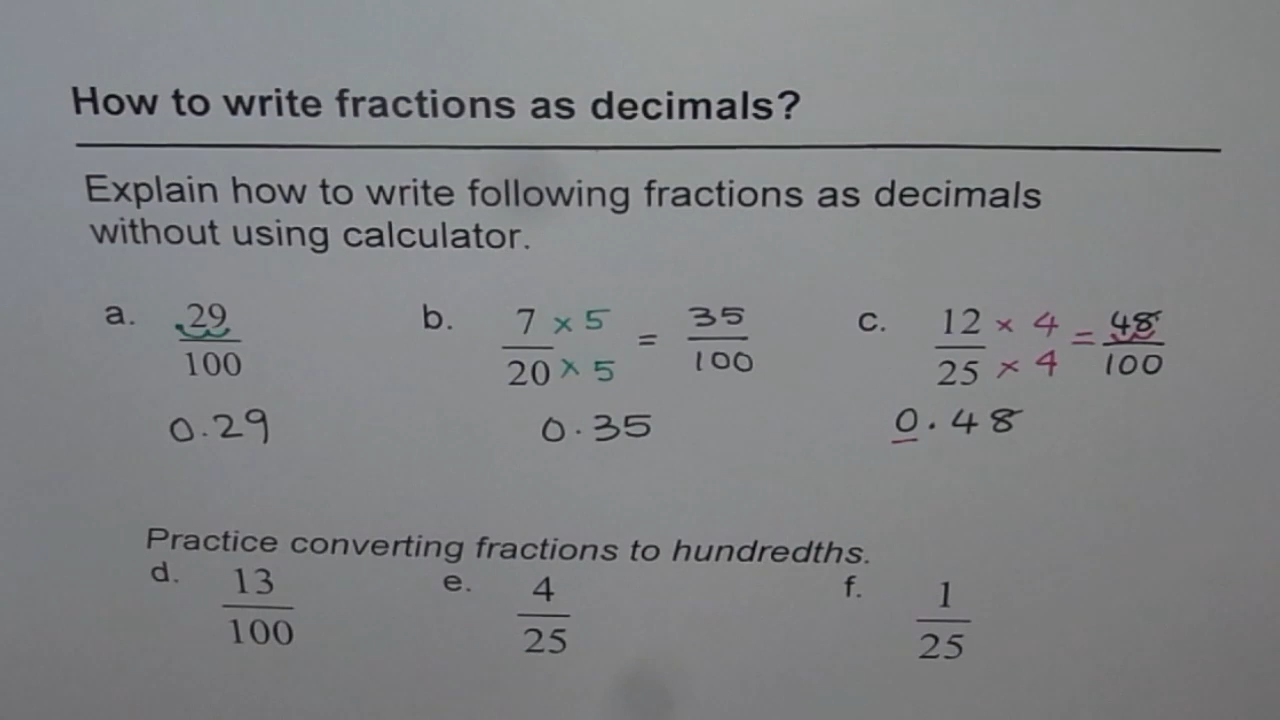 How to write fractions as decimals?
Explain how to write following fractions as decimals
without using calculator.
a. 29/100 b. 7/20 × 5/× 5 = 35/100 c. 12/25 × 4/× 4 = 48/100
0.29 0.35 0.48
Practice converting fractions to hundredths.
d. 13/100 e. 4/25 f. 1/25